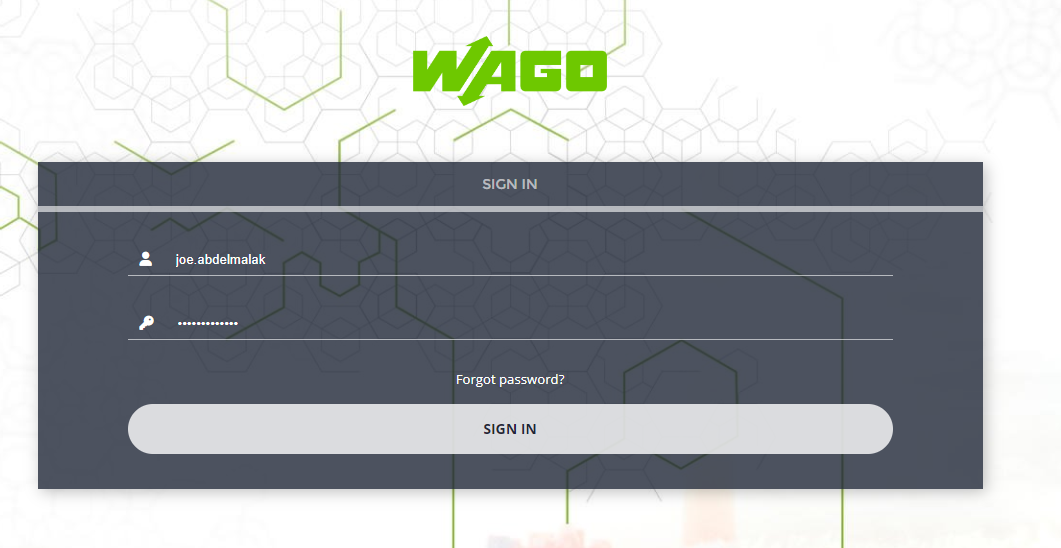 WAGO
SIGN IN
joe.abdelmalak
•••••••••••••
Forgot password?
SIGN IN